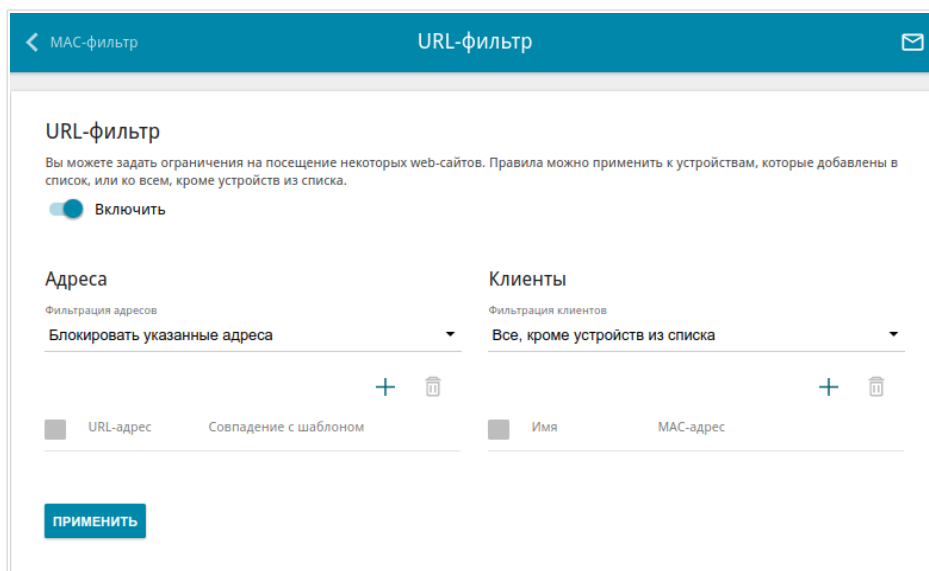 МАС-фильтр
URL-фильтр
URL-фильтр
Вы можете задать ограничения на посещение некоторых web-сайтов. Правила можно применить к устройствам, которые добавлены в
список, или ко всем, кроме устройств из списка.
Включить
Адреса
Фильтрация адресов
Блокировать указанные адреса
URL-адрес Совпадение с шаблоном
Клиенты
Фильтрация клиентов
Все, кроме устройств из списка
Имя МАС-адрес
ПРИМЕНИТЬ